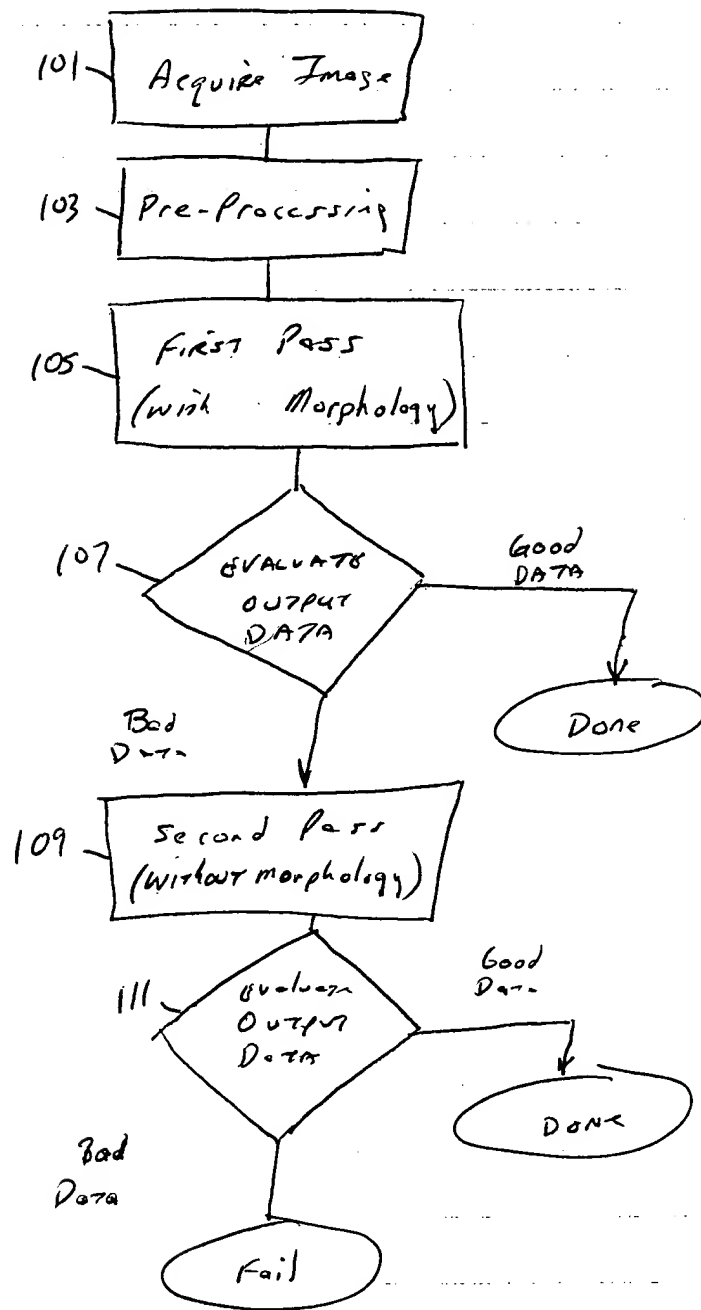 101
Acquire Image
103
Pre-Processing
105
First Pass
(with Morphology)
107
EVALUATE
OUTPUT
DATA
Good
DATA
Done
Bad
Data
109
Second Pass
(without morphology)
111
Evaluate
Output
Data
Good
Data
Done
Bad
Data
Fail